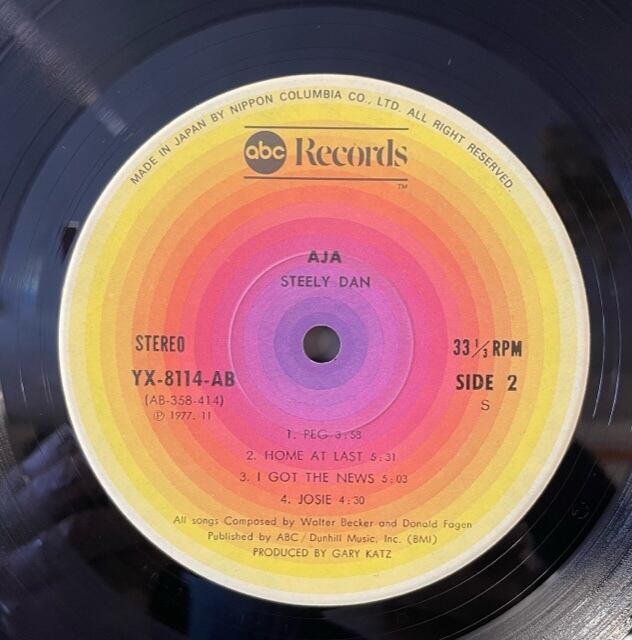 MADE IN JAPAN BY NIPPON COLUMBIA CO., LTD. ALL RIGHT RESERVED.
abc Records
TM
AJA
STEELY DAN
STEREO
33 1/3 RPM
YX-8114-AB
SIDE 2
(AB-358-414)
S
℗ 1977. 11
1. PEG 3:58
2. HOME AT LAST 5:31
3. I GOT THE NEWS 5:03
4. JOSIE 4:30
All songs Composed by Walter Becker and Donald Fagen
Published by ABC/Dunhill Music, Inc. (BMI)
PRODUCED BY GARY KATZ